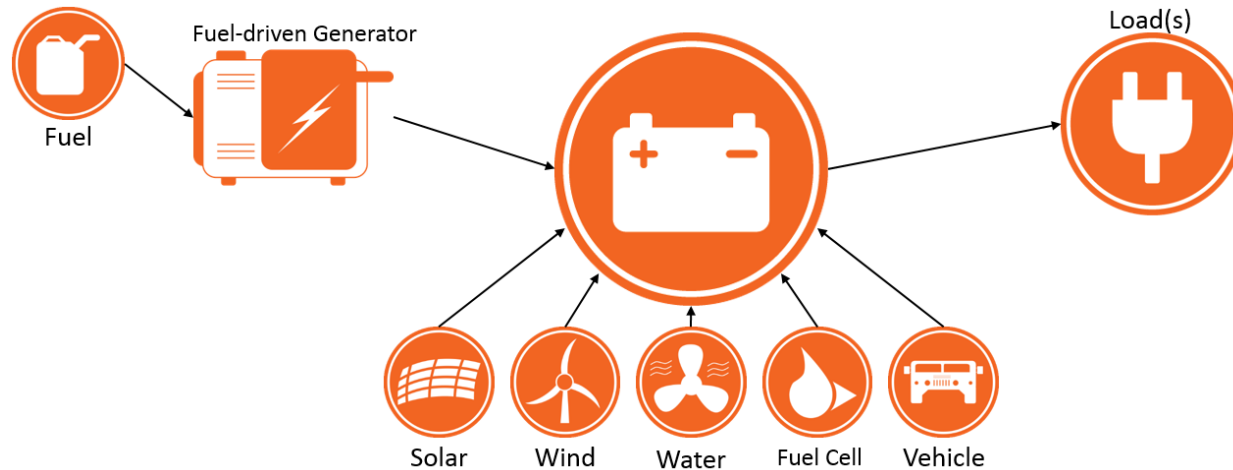 Fuel-driven Generator
Load(s)
Fuel
Solar
Wind
Water
Fuel Cell
Vehicle